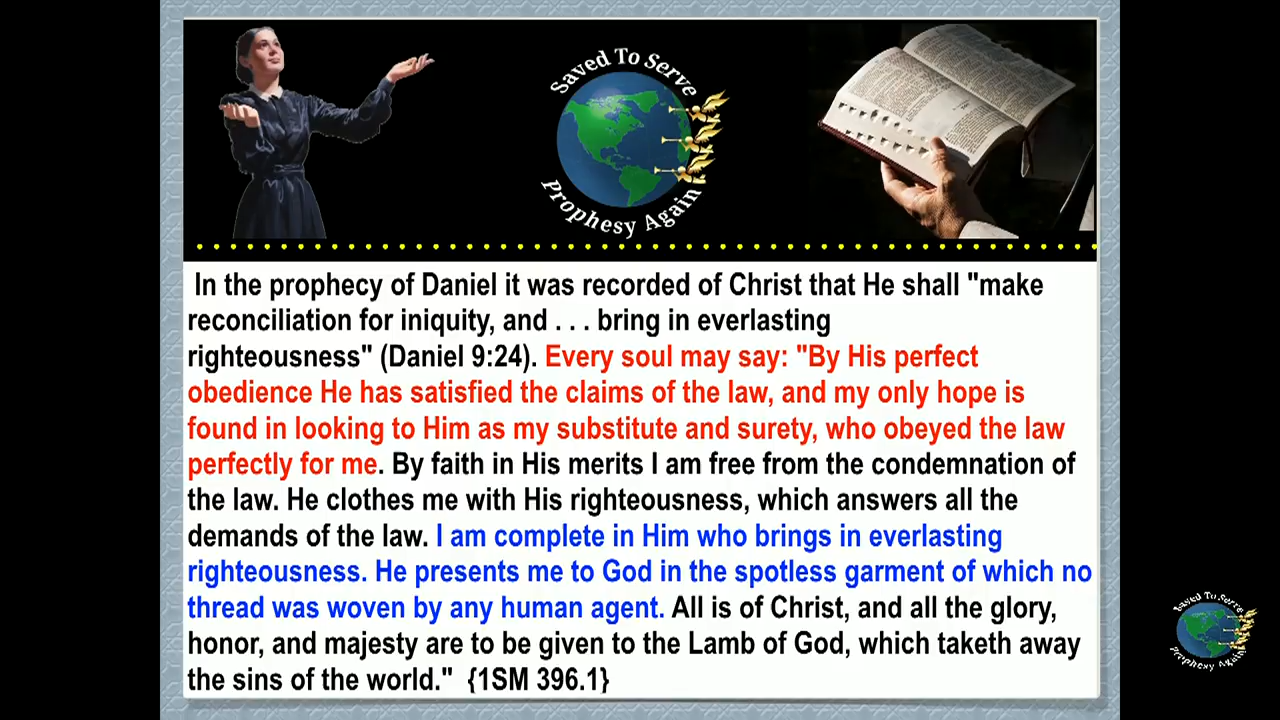 Saved To Serve
Prophesy Again
In the prophecy of Daniel it was recorded of Christ that He shall "make
reconciliation for iniquity, and . . . bring in everlasting
righteousness" (Daniel 9:24). Every soul may say: "By His perfect
obedience He has satisfied the claims of the law, and my only hope is
found in looking to Him as my substitute and surety, who obeyed the law
perfectly for me. By faith in His merits I am free from the condemnation of
the law. He clothes me with His righteousness, which answers all the
demands of the law. I am complete in Him who brings in everlasting
righteousness. He presents me to God in the spotless garment of which no
thread was woven by any human agent. All is of Christ, and all the glory,
honor, and majesty are to be given to the Lamb of God, which taketh away
the sins of the world." {1SM 396.1}
Saved To Serve
Prophesy Again